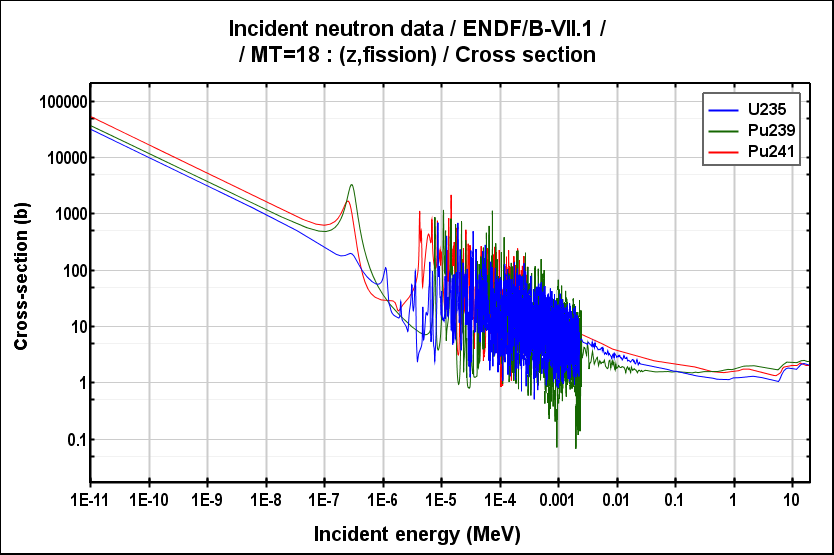 Incident neutron data / ENDF/B-VII.1 /
/ MT=18 : (z,fission) / Cross section
U235
Pu239
Pu241
Cross-section (b)
100000
10000
1000
100
10
1
0.1
1E-11 1E-10 1E-9 1E-8 1E-7 1E-6 1E-5 1E-4 0.001 0.01 0.1 1 10
Incident energy (MeV)